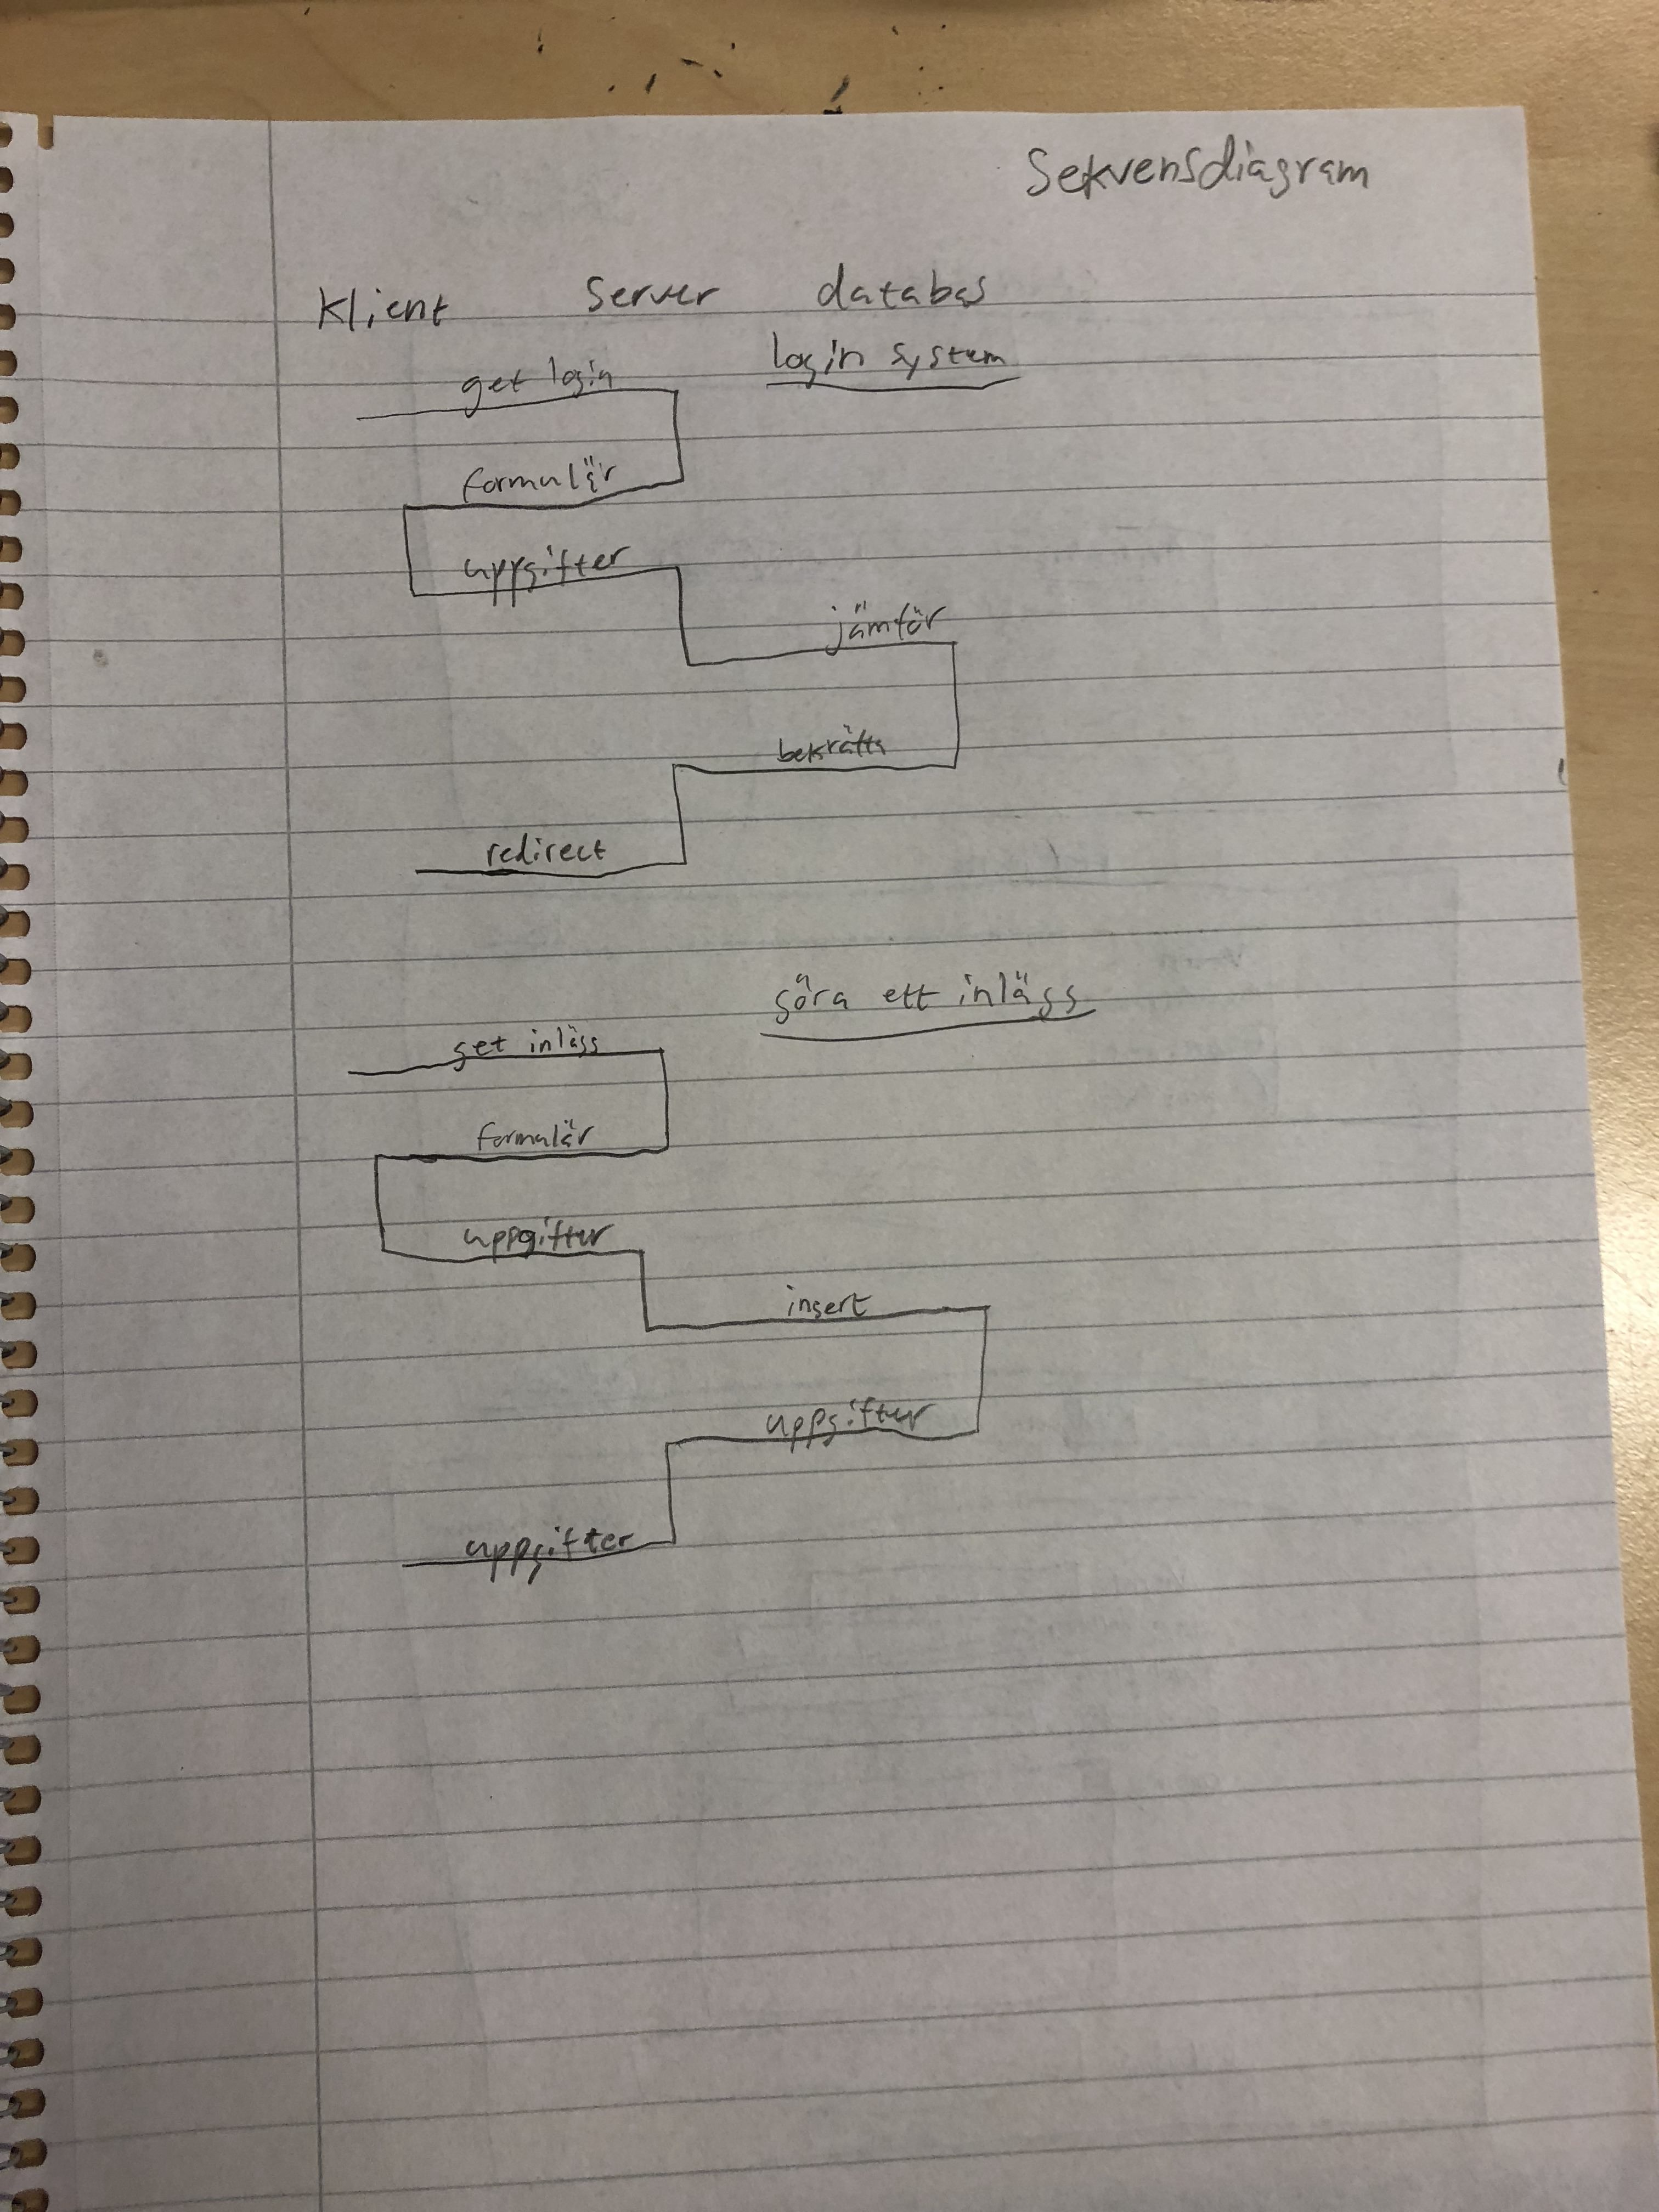 Sekvensdiagram
Klient Server databas
login system
get login
formulär
uppgifter
jämför
bekräfta
redirect
göra ett inlägg
get inlägg
formulär
uppgifter
insert
uppgifter
uppgifter